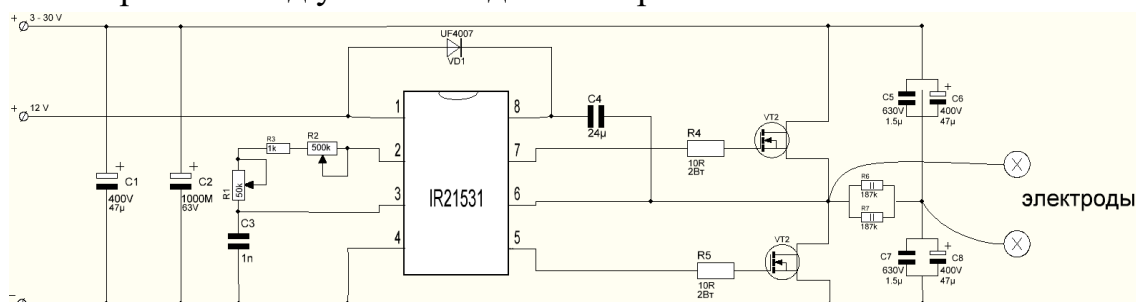 + 3 - 30 V
UF4007
VD1
+ 12 V
1
8
C4
24µ
C5
630V
1.5µ
+
C6
400V
47µ
VT2
R3
1k
R2
500k
2
7
R4
10R
2Вт
+
C1
400V
47µ
+
C2
1000M
63V
R1
50k
3
IR21531
6
R6
187k
R7
187k
электроды
C3
1n
4
5
VT2
R5
10R
2Вт
C7
630V
1.5µ
+
C8
400V
47µ